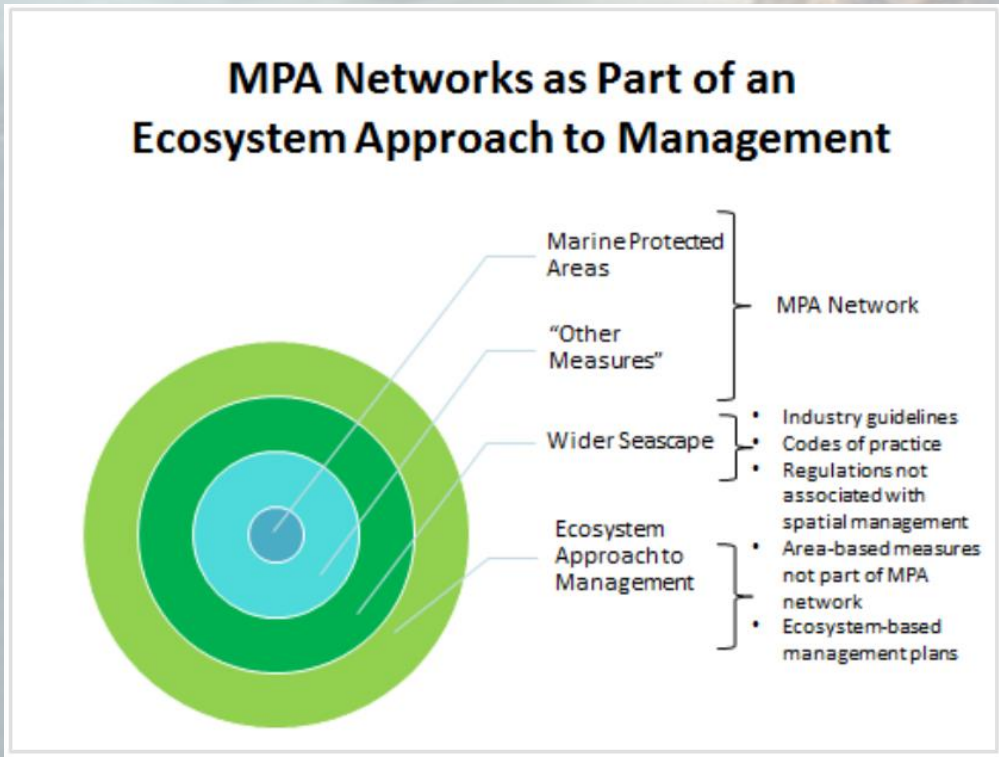 MPA Networks as Part of an
Ecosystem Approach to Management
Marine Protected
Areas
MPA Network
“Other
Measures”
Wider Seascape
• Industry guidelines
• Codes of practice
• Regulations not
associated with
spatial management
Ecosystem
Approach to
Management
• Area-based measures
not part of MPA
network
• Ecosystem-based
management plans